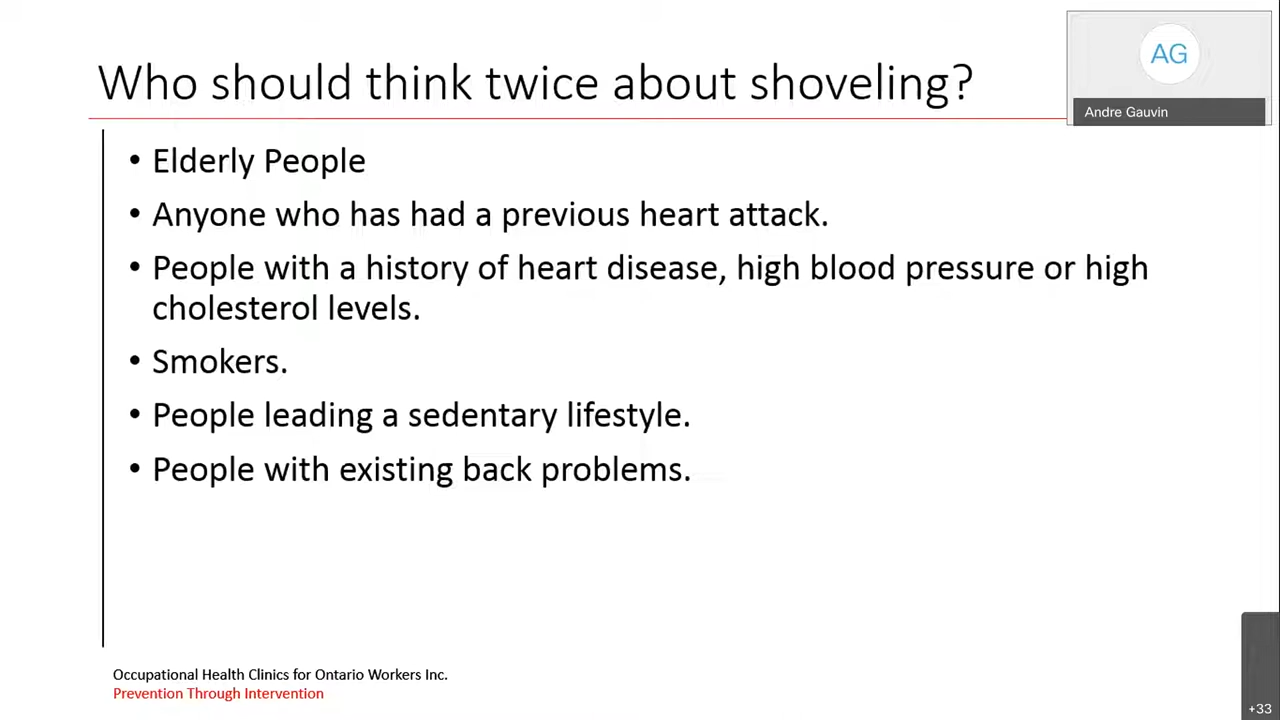 Who should think twice about shoveling?
AG
Andre Gauvin
• Elderly People
• Anyone who has had a previous heart attack.
• People with a history of heart disease, high blood pressure or high
cholesterol levels.
• Smokers.
• People leading a sedentary lifestyle.
• People with existing back problems.
Occupational Health Clinics for Ontario Workers Inc.
Prevention Through Intervention
+33